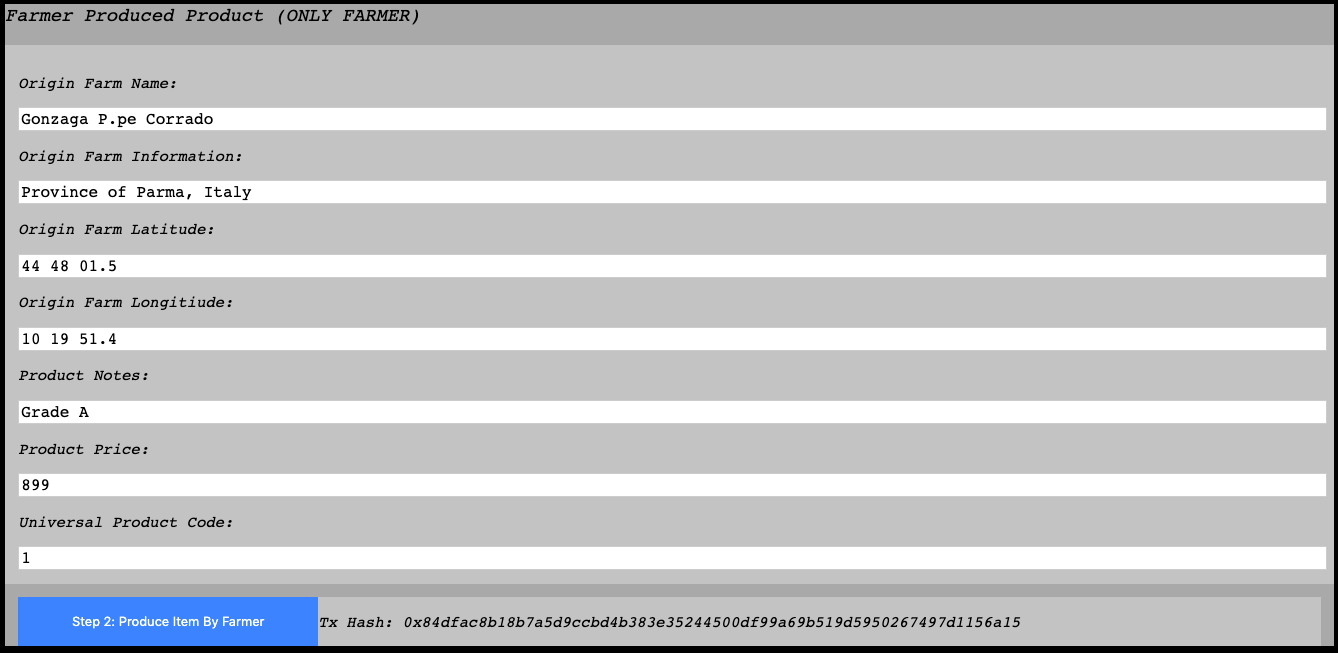 Farmer Produced Product (ONLY FARMER)
Origin Farm Name:
Gonzaga P.pe Corrado
Origin Farm Information:
Province of Parma, Italy
Origin Farm Latitude:
44 48 01.5
Origin Farm Longitiude:
10 19 51.4
Product Notes:
Grade A
Product Price:
899
Universal Product Code:
1
Step 2: Produce Item By Farmer Tx Hash: 0x84dfac8b18b7a5d9ccbd4b383e35244500df99a69b519d5950267497d1156a15